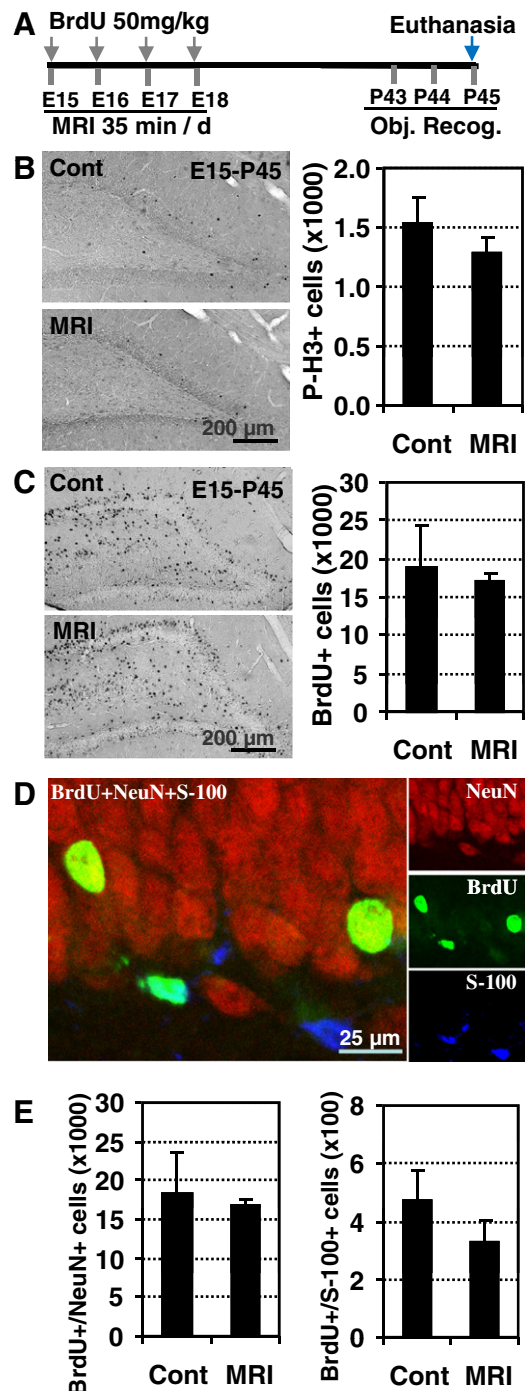 A
BrdU 50mg/kg
Euthanasia
E15 E16 E17 E18
P43 P44 P45
MRI 35 min / d
Obj. Recog.
B
Cont
E15-P45
MRI
200 µm
P-H3+ cells (x1000)
2.0
1.5
1.0
0.5
0.0
Cont MRI
C
Cont
E15-P45
MRI
200 µm
BrdU+ cells (x1000)
30
25
20
15
10
5
0
Cont MRI
D
BrdU+NeuN+S-100
25 µm
NeuN
BrdU
S-100
E
BrdU+/NeuN+ cells (x1000)
30
25
20
15
10
5
0
Cont MRI
BrdU+/S-100+ cells (x100)
8
6
4
2
0
Cont MRI